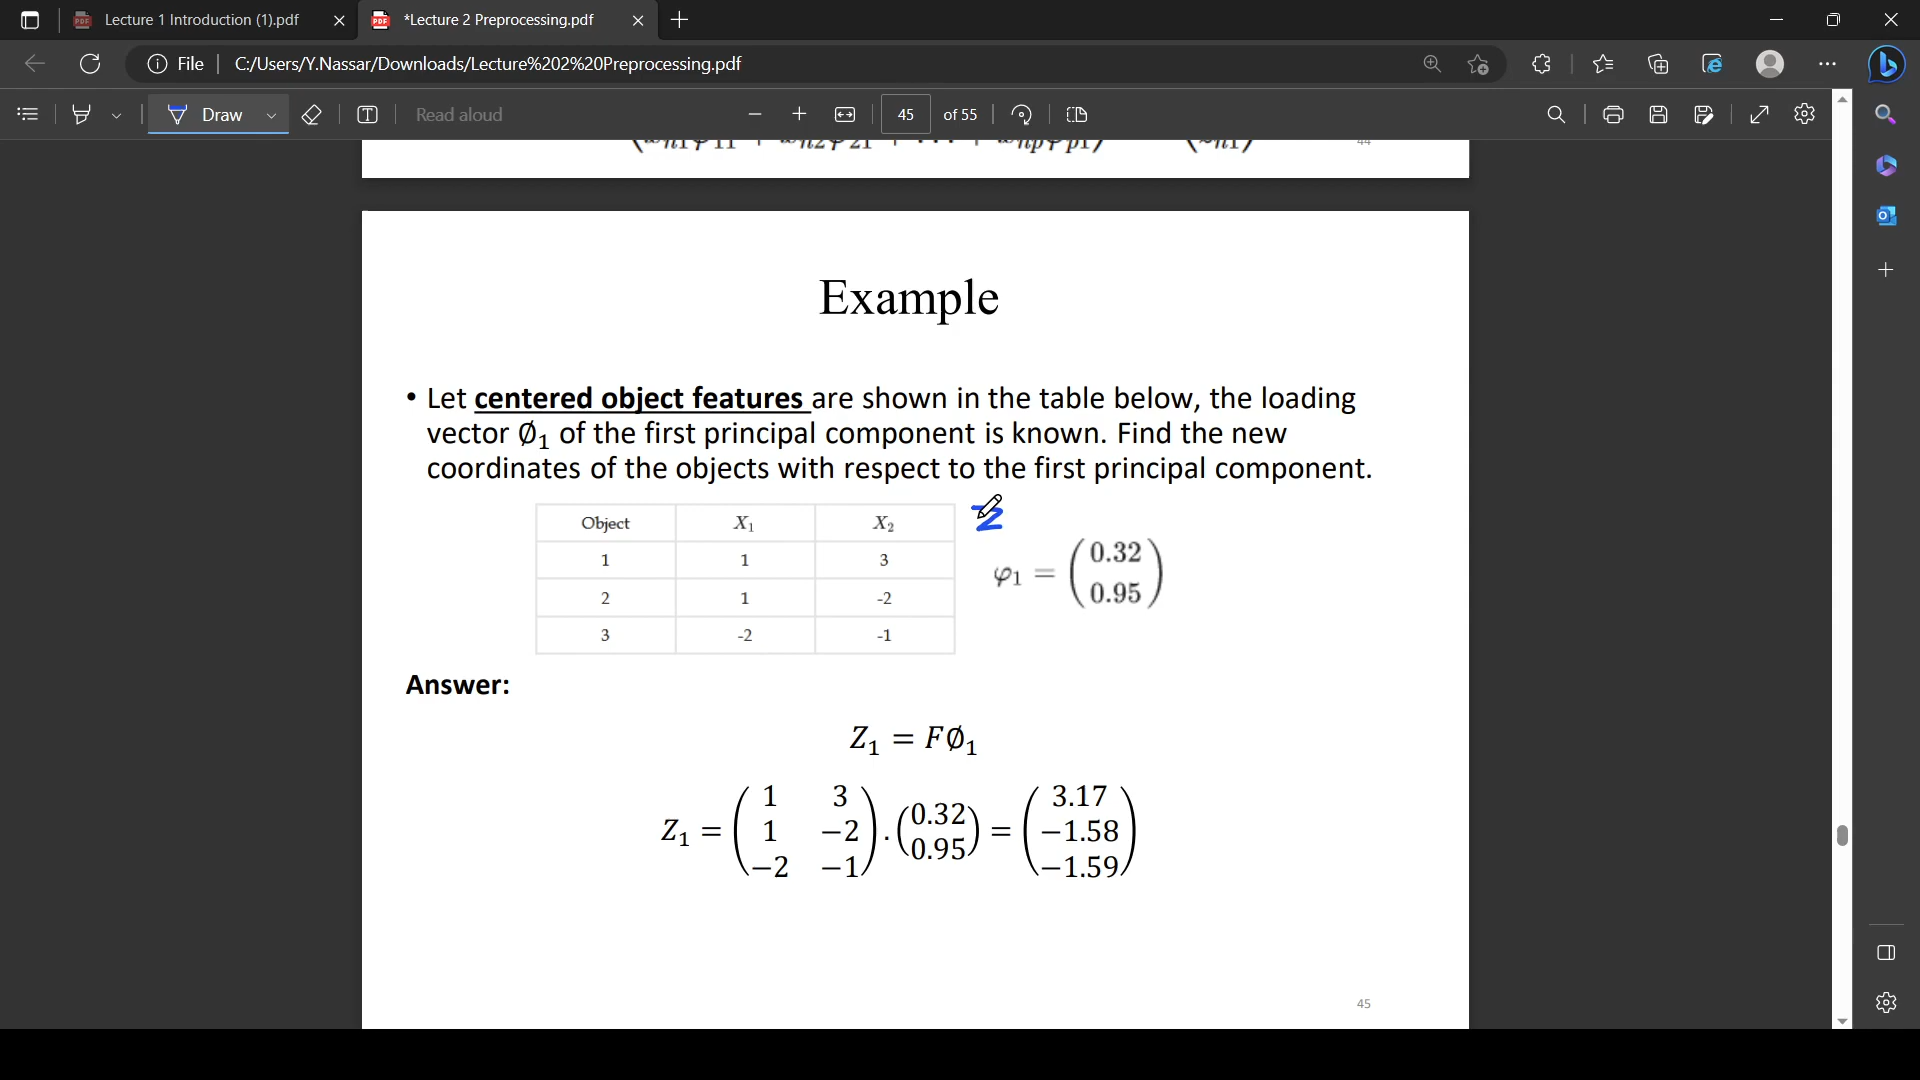 Lecture 1 Introduction (1).pdf
*Lecture 2 Preprocessing.pdf
File
C:/Users/Y.Nassar/Downloads/Lecture%202%20Preprocessing.pdf
Draw
Read aloud
45 of 55
44
Example
• Let centered object features are shown in the table below, the loading
vector ∅₁ of the first principal component is known. Find the new
coordinates of the objects with respect to the first principal component.
Object X₁ X₂
1 1 3
2 1 -2
3 -2 -1
Z
φ₁ = (0.32
0.95)
Answer:
Z₁ = F∅₁
Z₁ = (1 3
1 −2
−2 −1) . (0.32
0.95) = (3.17
−1.58
−1.59)
45